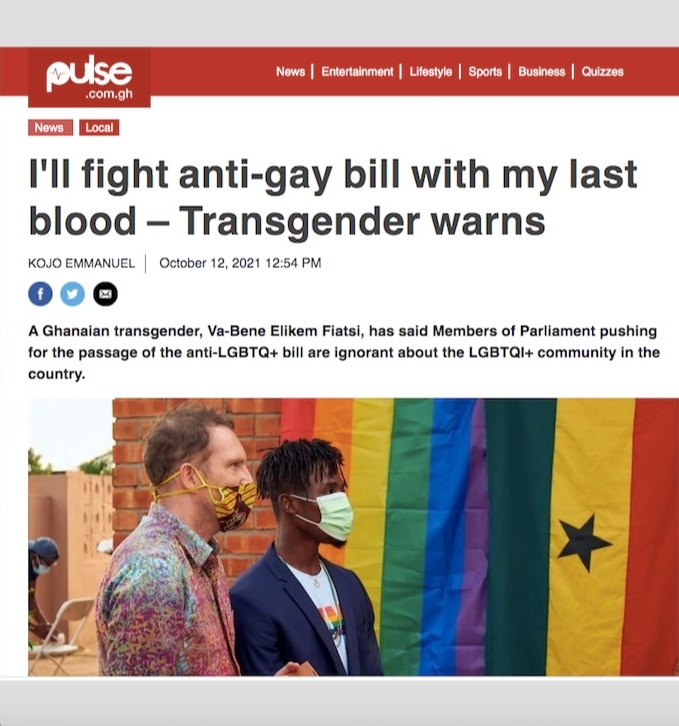 pulse
.com.gh
News | Entertainment | Lifestyle | Sports | Business | Quizzes
News Local
I'll fight anti-gay bill with my last
blood – Transgender warns
KOJO EMMANUEL | October 12, 2021 12:54 PM
A Ghanaian transgender, Va-Bene Elikem Fiatsi, has said Members of Parliament pushing
for the passage of the anti-LGBTQ+ bill are ignorant about the LGBTQI+ community in the
country.